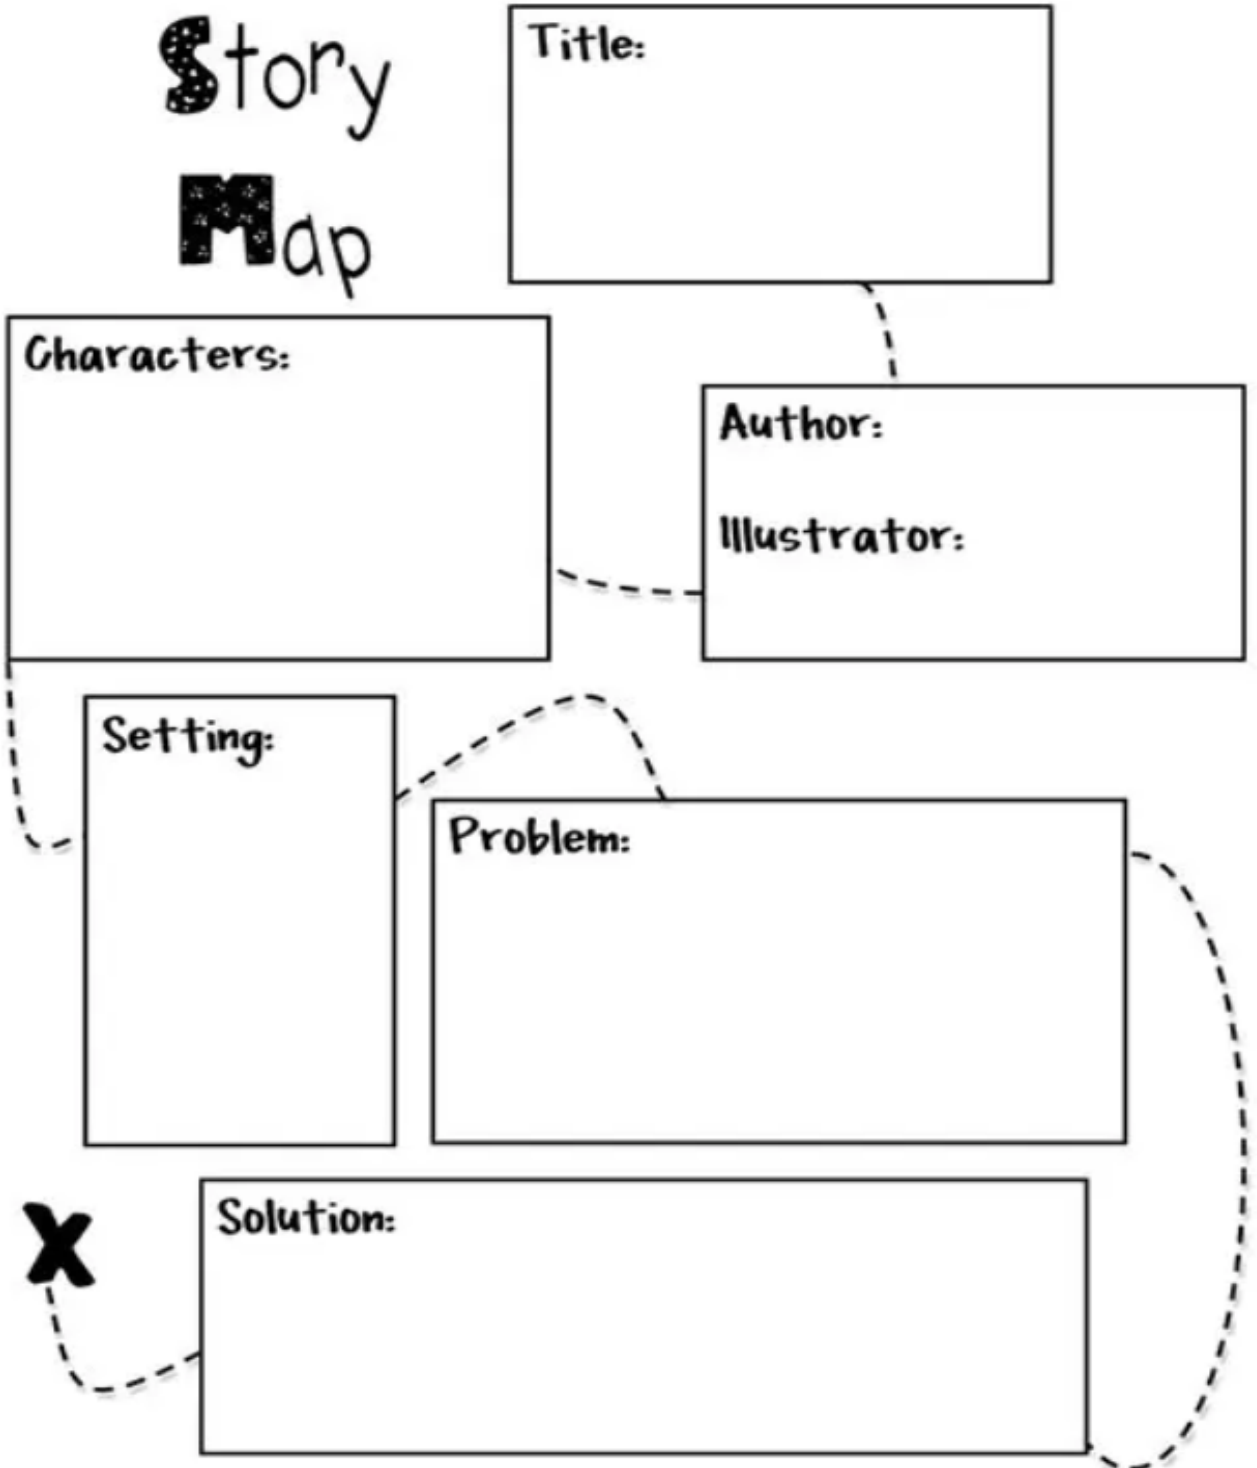 Story
Map
Title:
Author:
Illustrator:
Characters:
Setting:
Problem:
Solution:
X